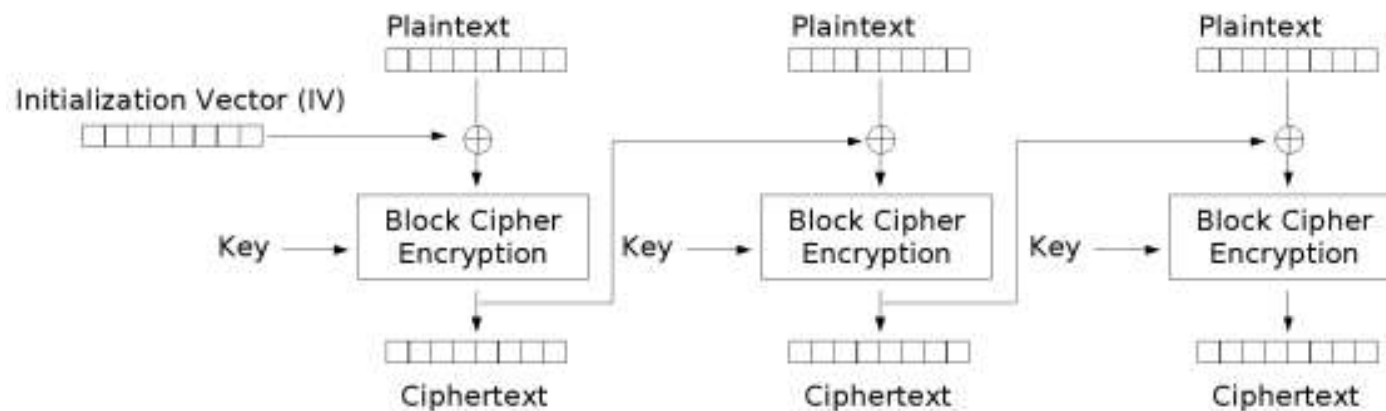 Plaintext
Plaintext
Plaintext
Initialization Vector (IV)
Block Cipher
Encryption
Block Cipher
Encryption
Block Cipher
Encryption
Key
Key
Key
Ciphertext
Ciphertext
Ciphertext